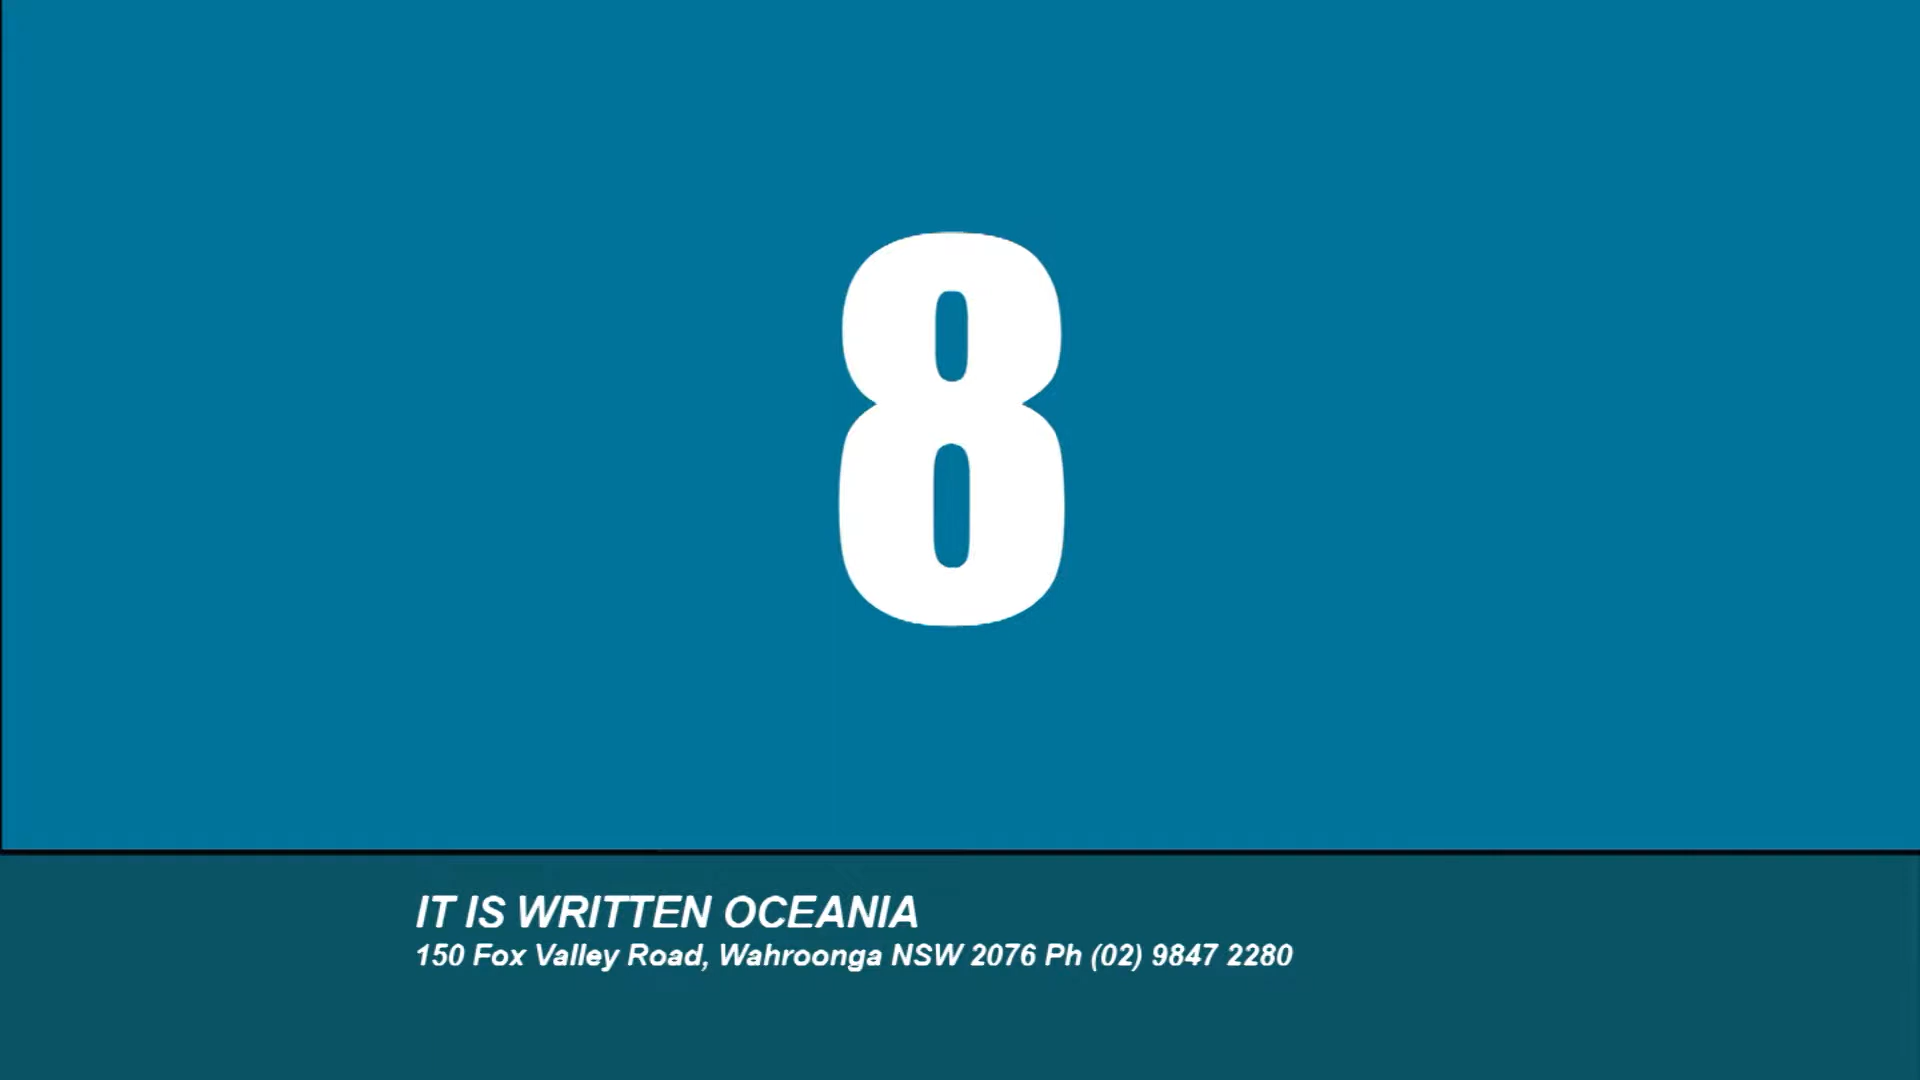 8
IT IS WRITTEN OCEANIA
150 Fox Valley Road, Wahroonga NSW 2076 Ph (02) 9847 2280